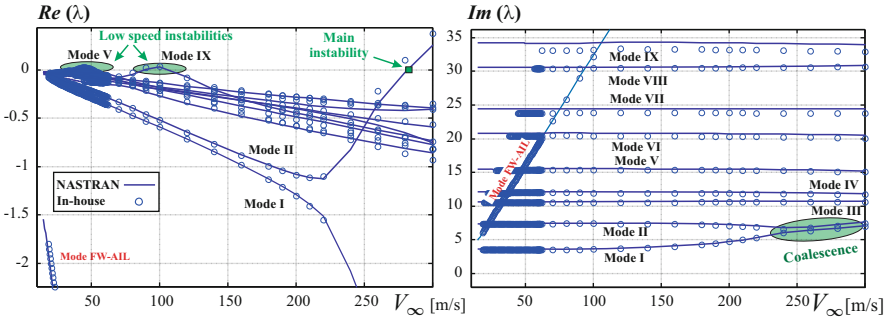 Re (λ)
Low speed instabilities
Mode V
Mode IX
Main
instability
0
-0.5
-1
-1.5
-2
Mode II
Mode I
NASTRAN
In-house
Mode FW-AIL
50
100
150
200
250
V∞ [m/s]
Im (λ)
35
30
25
20
15
10
5
0
Mode IX
Mode VIII
Mode VII
Mode FW-AIL
Mode VI
Mode V
Mode IV
Mode III
Mode II
Mode I
Coalescence
50
100
150
200
250
V∞ [m/s]